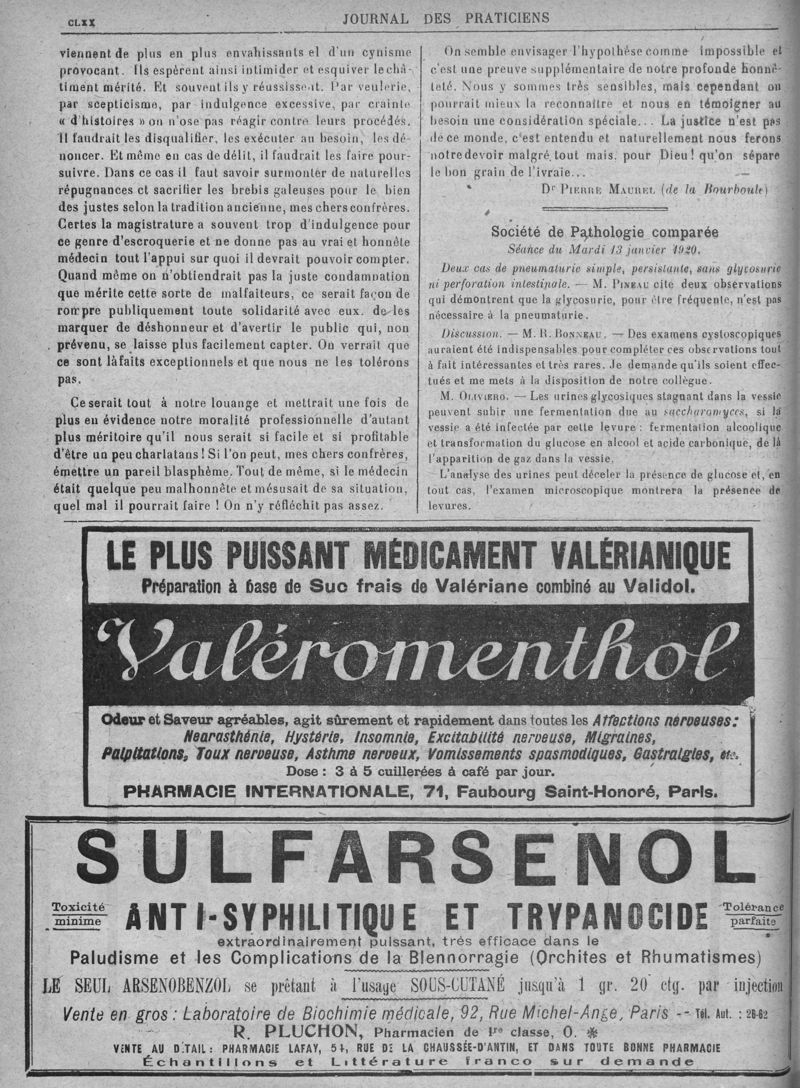 CLXX
JOURNAL DES PRATICIENS
viennent de plus en plus envahissants el d'un cynisme
provocant. Ils espèrent ainsi intimider et esquiver le châ-
timent mérité. Et souvent ils y réussissent. Par veulerie,
par scepticisme, par indulgence excessive, par crainte
« d'histoires » on n'ose pas réagir contre leurs procédés.
Il faudrait les disqualifier, les exécuter au besoin, les dé-
noncer. Et même en cas de délit, il faudrait les faire pour-
suivre. Dans ce cas il faut savoir surmonter de naturelles
répugnances et sacrifier les brebis galeuses pour le bien
des justes selon la tradition ancienne, mes chers confrères.
Certes la magistrature a souvent trop d'indulgence pour
ce genre d'escroquerie et ne donne pas au vrai et honnête
médecin tout l'appui sur quoi il devrait pouvoir compter.
Quand même on n'obtiendrait pas la juste condamnation
que mérite cette sorte de malfaiteurs, ce serait façon de
rompre publiquement toute solidarité avec eux. de les
marquer de déshonneur et d'avertir le public qui, non
prévenu, se laisse plus facilement capter. On verrait que
ce sont là faits exceptionnels et que nous ne les tolérons
pas.
Ce serait tout à notre louange et mettrait une fois de
plus en évidence notre moralité professionnelle d'autant
plus méritoire qu'il nous serait si facile et si profitable
d'être un peu charlatans ! Si l'on peut, mes chers confrères,
émettre un pareil blasphème. Tout de même, si le médecin
était quelque peu malhonnête et mésusait de sa situation,
quel mal il pourrait faire ! On n'y réfléchit pas assez.
On semble envisager l'hypothèse comme impossible et
c'est une preuve supplémentaire de notre profonde honnê-
teté. Nous y sommes très sensibles, mais cependant on
pourrait mieux la reconnaître et nous en témoigner au
besoin une considération spéciale... La justice n'est pas
de ce monde, c'est entendu et naturellement nous ferons
notre devoir malgré tout mais, pour Dieu ! qu'on sépare
le bon grain de l'ivraie...
Dr PIERRE MAUREL (de la Bourboule)
Société de Pathologie comparée
Séance du Mardi 13 janvier 1920.
Deux cas de pneumaturie simple, persistante, sans glycosurie
ni perforation intestinale. — M. PINEAU cite deux observations
qui démontrent que la glycosurie, pour être fréquente, n'est pas
nécessaire à la pneumaturie.
Discussion. — M. R. BONNEAU. — Des examens cystoscopiques
auraient été indispensables pour compléter ces observations tout
à fait intéressantes et très rares. Je demande qu'ils soient effec-
tués et me mets à la disposition de notre collègue.
M. OLIVIERO. — Les urines glycosiques stagnant dans la vessie
peuvent subir une fermentation due au saccharomyces, si la
vessie a été infectée par cette levure : fermentation alcoolique
et transformation du glucose en alcool et acide carbonique, de là
l'apparition de gaz dans la vessie.
L'analyse des urines peut déceler la présence de glucose et, en
tout cas, l'examen microscopique montrera la présence de
levures.
LE PLUS PUISSANT MÉDICAMENT VALÉRIANIQUE
Préparation à base de Suc frais de Valériane combiné au Validol.
Valéromenthol
Odeur et Saveur agréables, agit sûrement et rapidement dans toutes les Affections nerveuses:
Nearasthénie, Hystérie, Insomnie, Excitabilité nerveuse, Migraines,
Palpitations, Toux nerveuse, Asthme nerveux, Vomissements spasmodiques, Gastralgies, etc.
Dose : 3 à 5 cuillerées à café par jour.
PHARMACIE INTERNATIONALE, 71, Faubourg Saint-Honoré, Paris.
SULFARSENOL
Toxicité minime
ANTI-SYPHILITIQUE ET TRYPANOCIDE
Tolérance parfaite
extraordinairement puissant, très efficace dans le
Paludisme et les Complications de la Blennorragie (Orchites et Rhumatismes)
LE SEUL ARSENOBENZOL se prêtant à l'usage SOUS-CUTANÉ jusqu'à 1 gr. 20 ctg. par injection
Vente en gros : Laboratoire de Biochimie médicale, 92, Rue Michel-Ange, Paris -- Tél. Aut. : 26-62
R. PLUCHON, Pharmacien de 1re classe, O. ✻
VENTE AU DÉTAIL : PHARMACIE LAFAY, 54, RUE DE LA CHAUSSÉE-D'ANTIN, ET DANS TOUTE BONNE PHARMACIE
Échantillons et Littérature franco sur demande